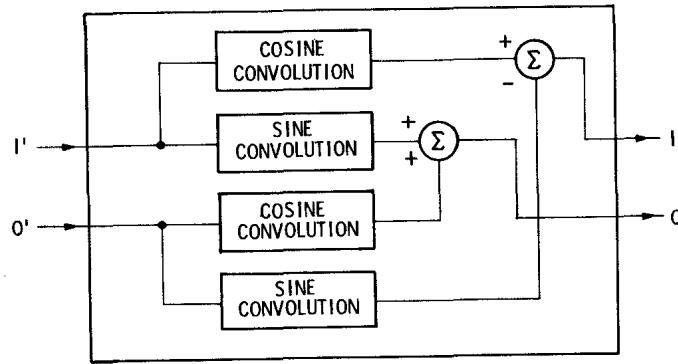 COSINE
CONVOLUTION
+
Σ
-
I'
SINE
CONVOLUTION
+
+
Σ
I
Q'
COSINE
CONVOLUTION
Q
SINE
CONVOLUTION